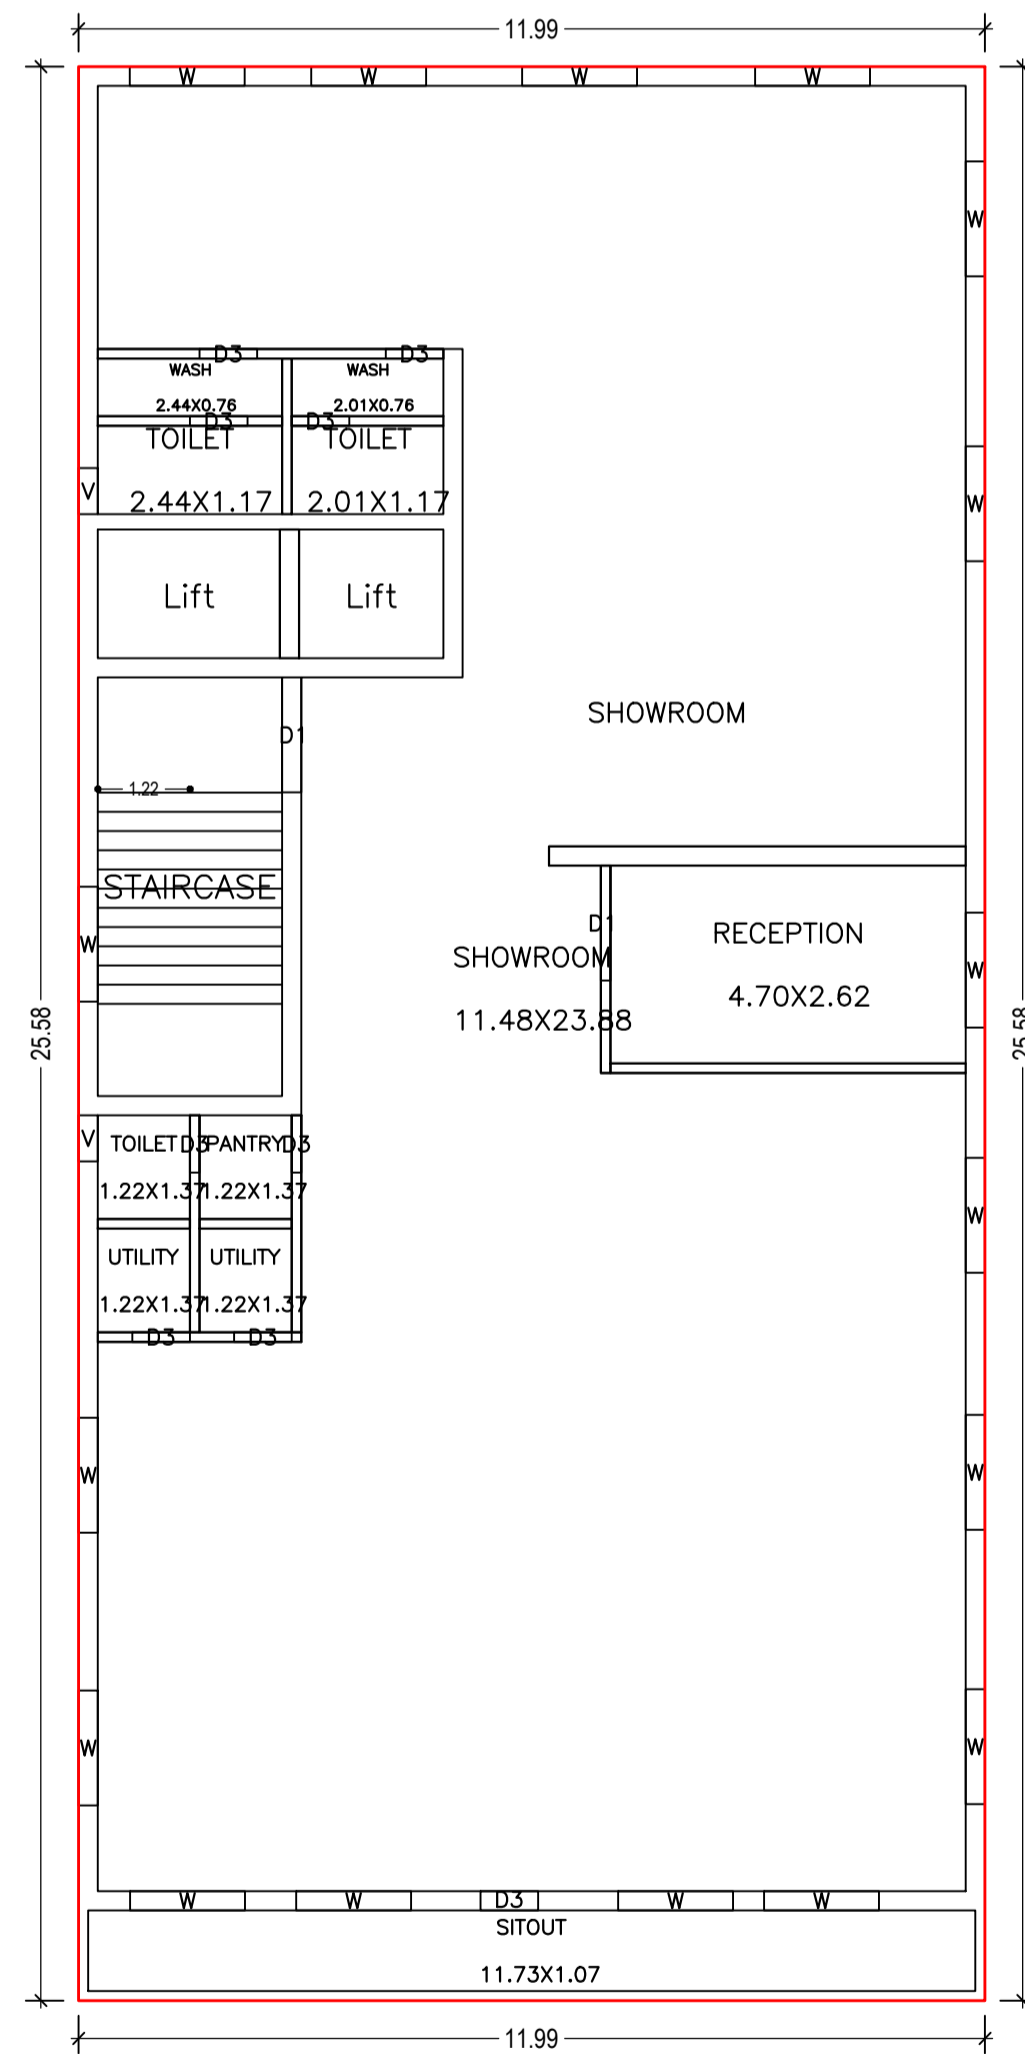 11.99
W W W W
W
D3 D3
WASH WASH
2.44X0.76 2.01X0.76
D3 D3
TOILET TOILET
V 2.44X1.17 2.01X1.17 W
Lift Lift
SHOWROOM
D1
1.22
STAIRCASE
D1
RECEPTION
W SHOWROOM W
4.70X2.62
25.58 11.48X23.88 25.58
V TOILET D3 PANTRY D3
1.22X1.37 1.22X1.37
W
UTILITY UTILITY
1.22X1.37 1.22X1.37
D3 D3
W W
W W
W W D3 W W
SITOUT
11.73X1.07
11.99